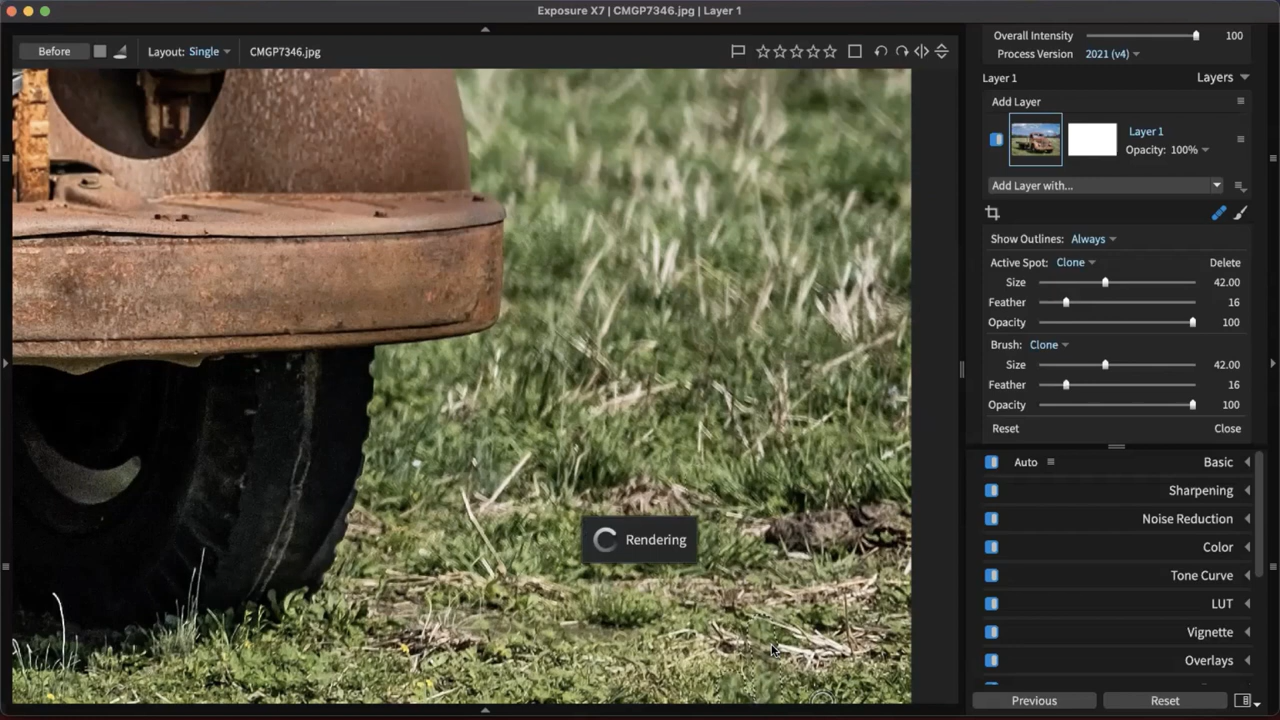 Exposure X7 | CMGP7346.jpg | Layer 1
Before
Layout: Single
CMGP7346.jpg
Rendering
Overall Intensity 100
Process Version 2021 (v4)
Layer 1 Layers
Add Layer
Layer 1
Opacity: 100%
Add Layer with...
Show Outlines: Always
Active Spot: Clone Delete
Size 42.00
Feather 16
Opacity 100
Brush: Clone
Size 42.00
Feather 16
Opacity 100
Reset Close
Auto Basic
Sharpening
Noise Reduction
Color
Tone Curve
LUT
Vignette
Overlays
Previous Reset